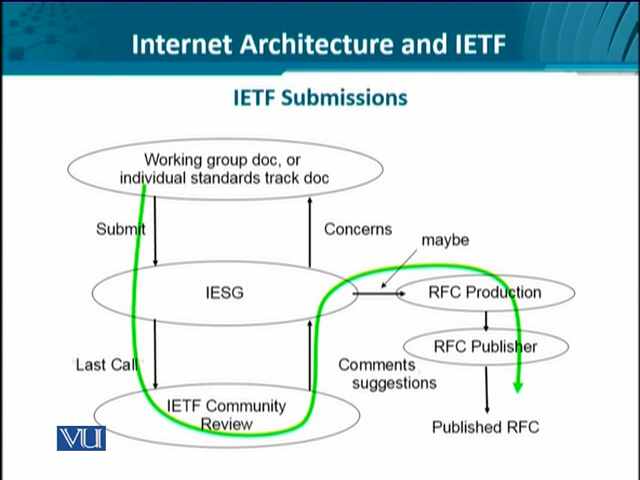 Internet Architecture and IETF
IETF Submissions
Working group doc, or
individual standards track doc
Submit
Concerns
maybe
IESG
RFC Production
RFC Publisher
Last Call
Comments
suggestions
IETF Community
Review
Published RFC
VU